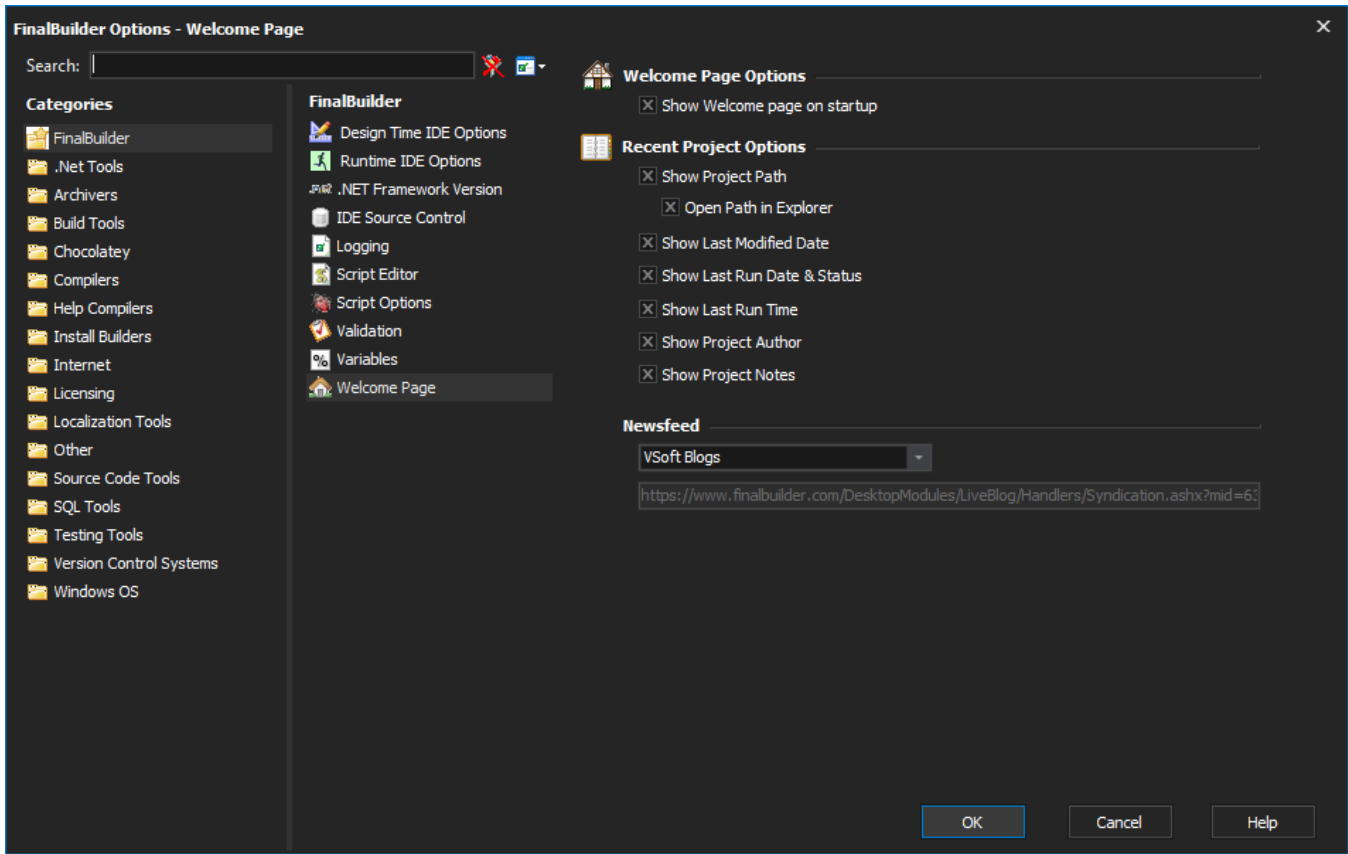 FinalBuilder Options - Welcome Page
Search:
Categories
FinalBuilder
.Net Tools
Archivers
Build Tools
Chocolatey
Compilers
Help Compilers
Install Builders
Internet
Licensing
Localization Tools
Other
Source Code Tools
SQL Tools
Testing Tools
Version Control Systems
Windows OS
FinalBuilder
Design Time IDE Options
Runtime IDE Options
.NET Framework Version
IDE Source Control
Logging
Script Editor
Script Options
Validation
Variables
Welcome Page
Welcome Page Options
Show Welcome page on startup
Recent Project Options
Show Project Path
Open Path in Explorer
Show Last Modified Date
Show Last Run Date & Status
Show Last Run Time
Show Project Author
Show Project Notes
Newsfeed
VSoft Blogs
https://www.finalbuilder.com/DesktopModules/LiveBlog/Handlers/Syndication.ashx?mid=63
OK
Cancel
Help